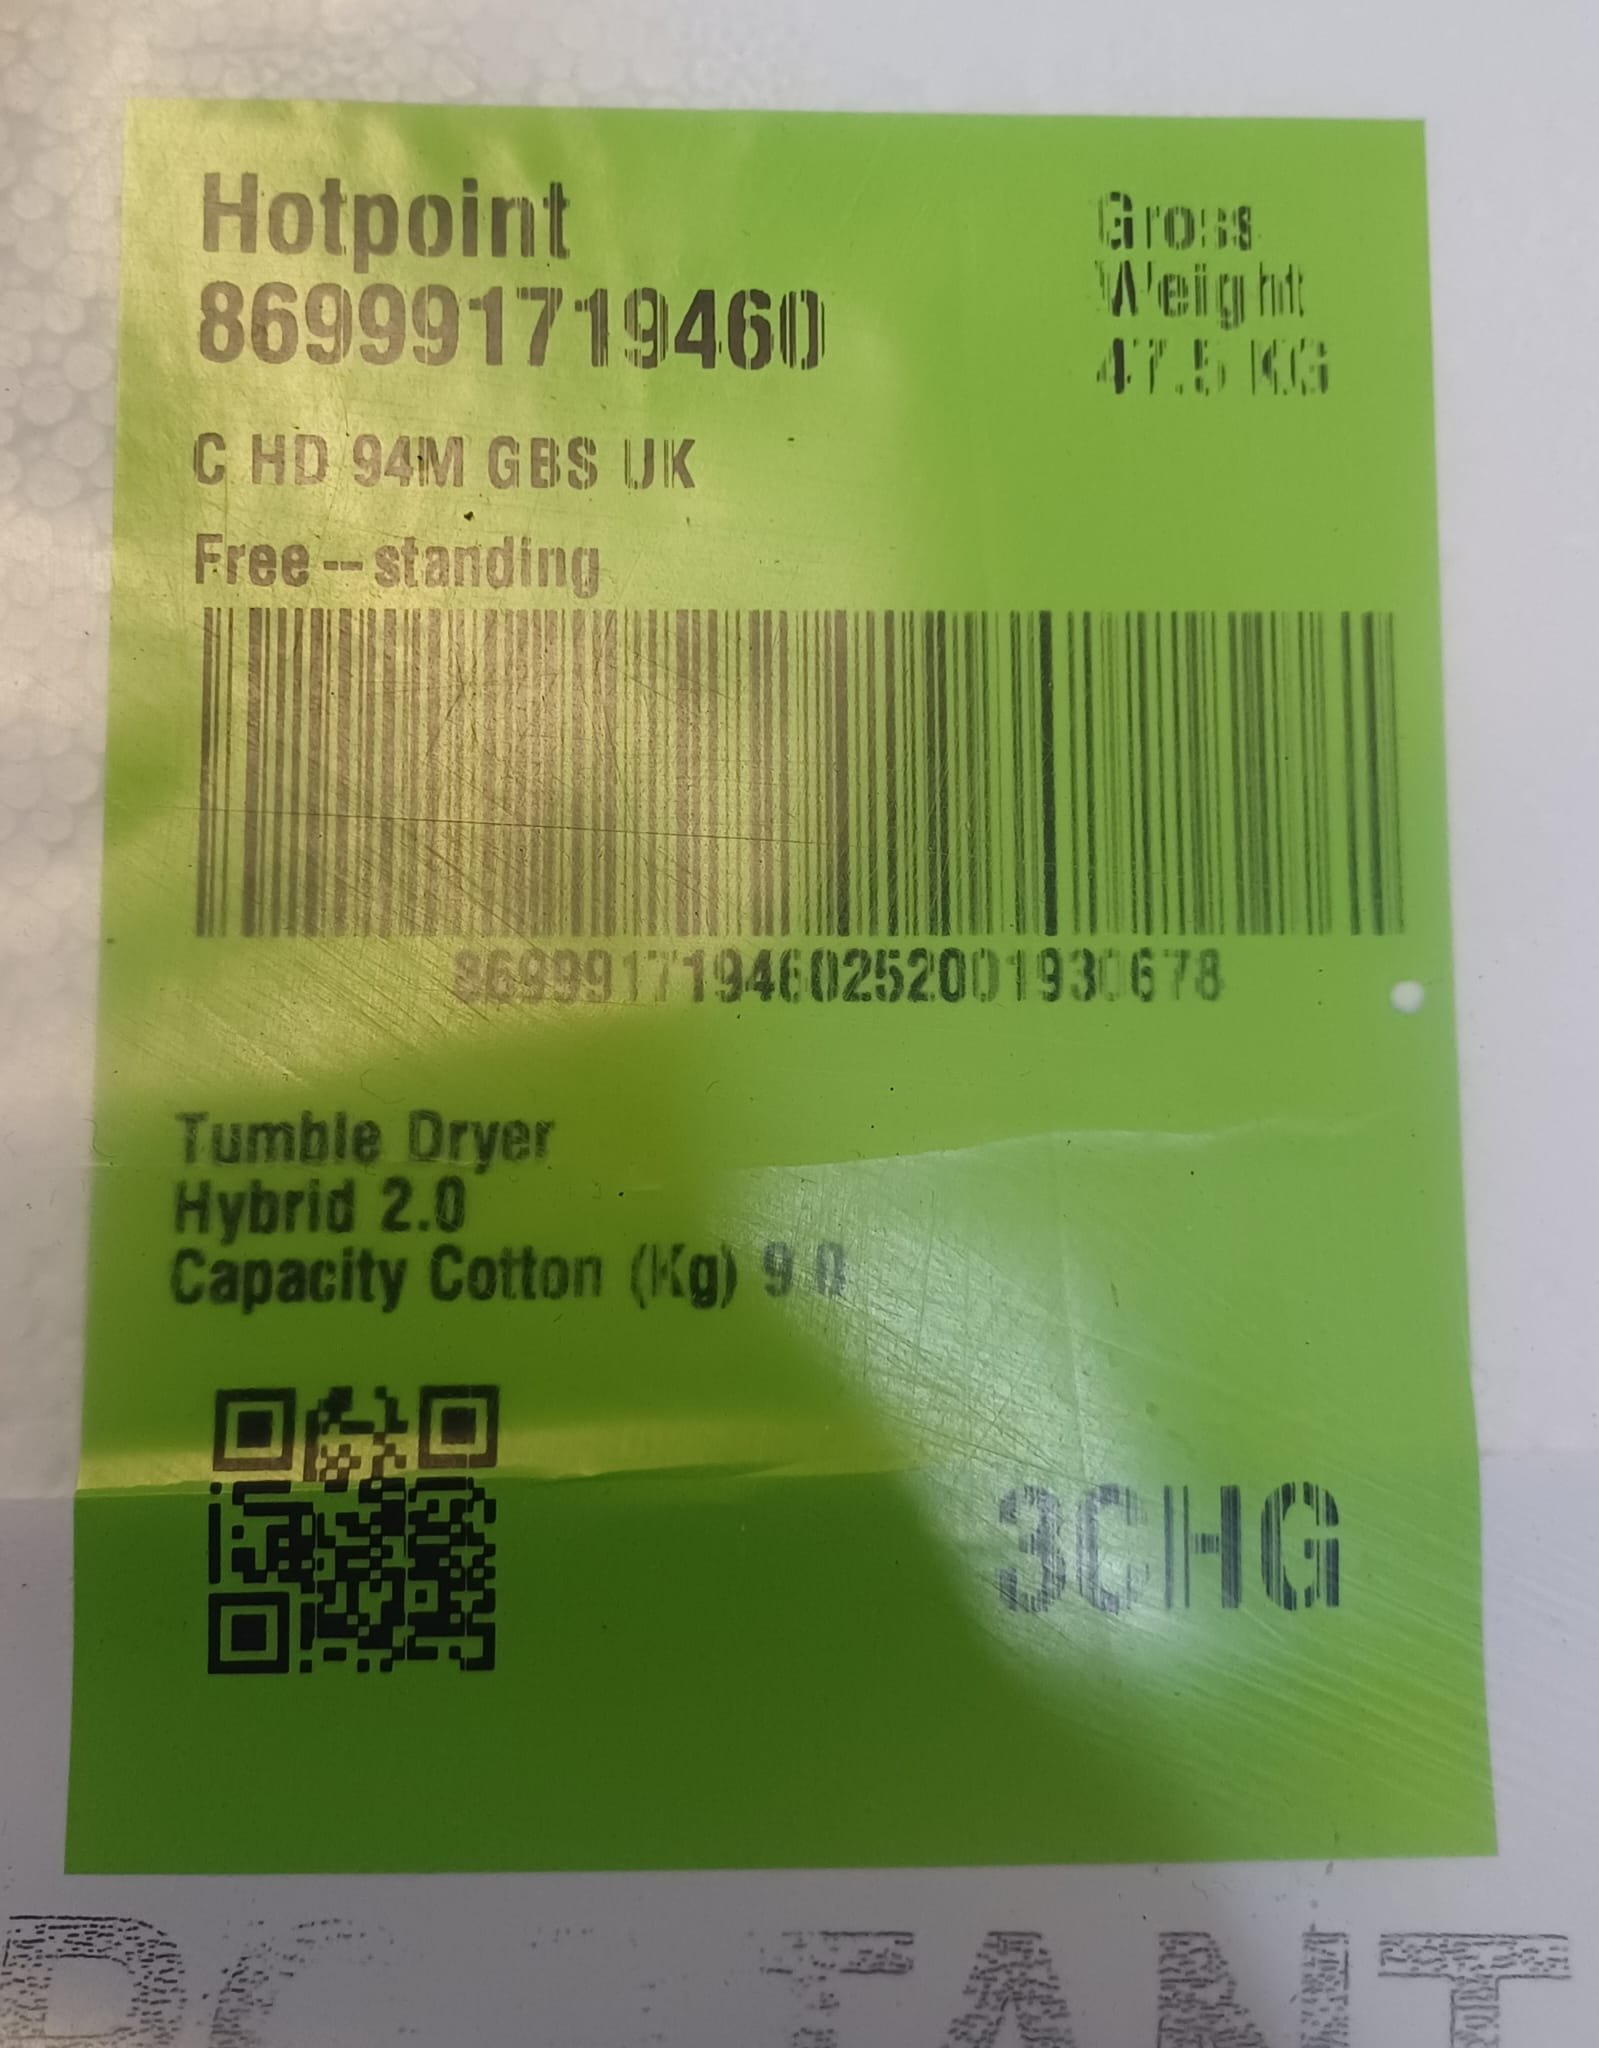 Hotpoint
869991719460
Gross
Weight
47.5 KG
C HD 94M GBS UK
Free--standing
869991719460252001930678
Tumble Dryer
Hybrid 2.0
Capacity Cotton (Kg) 9.0
3CHG